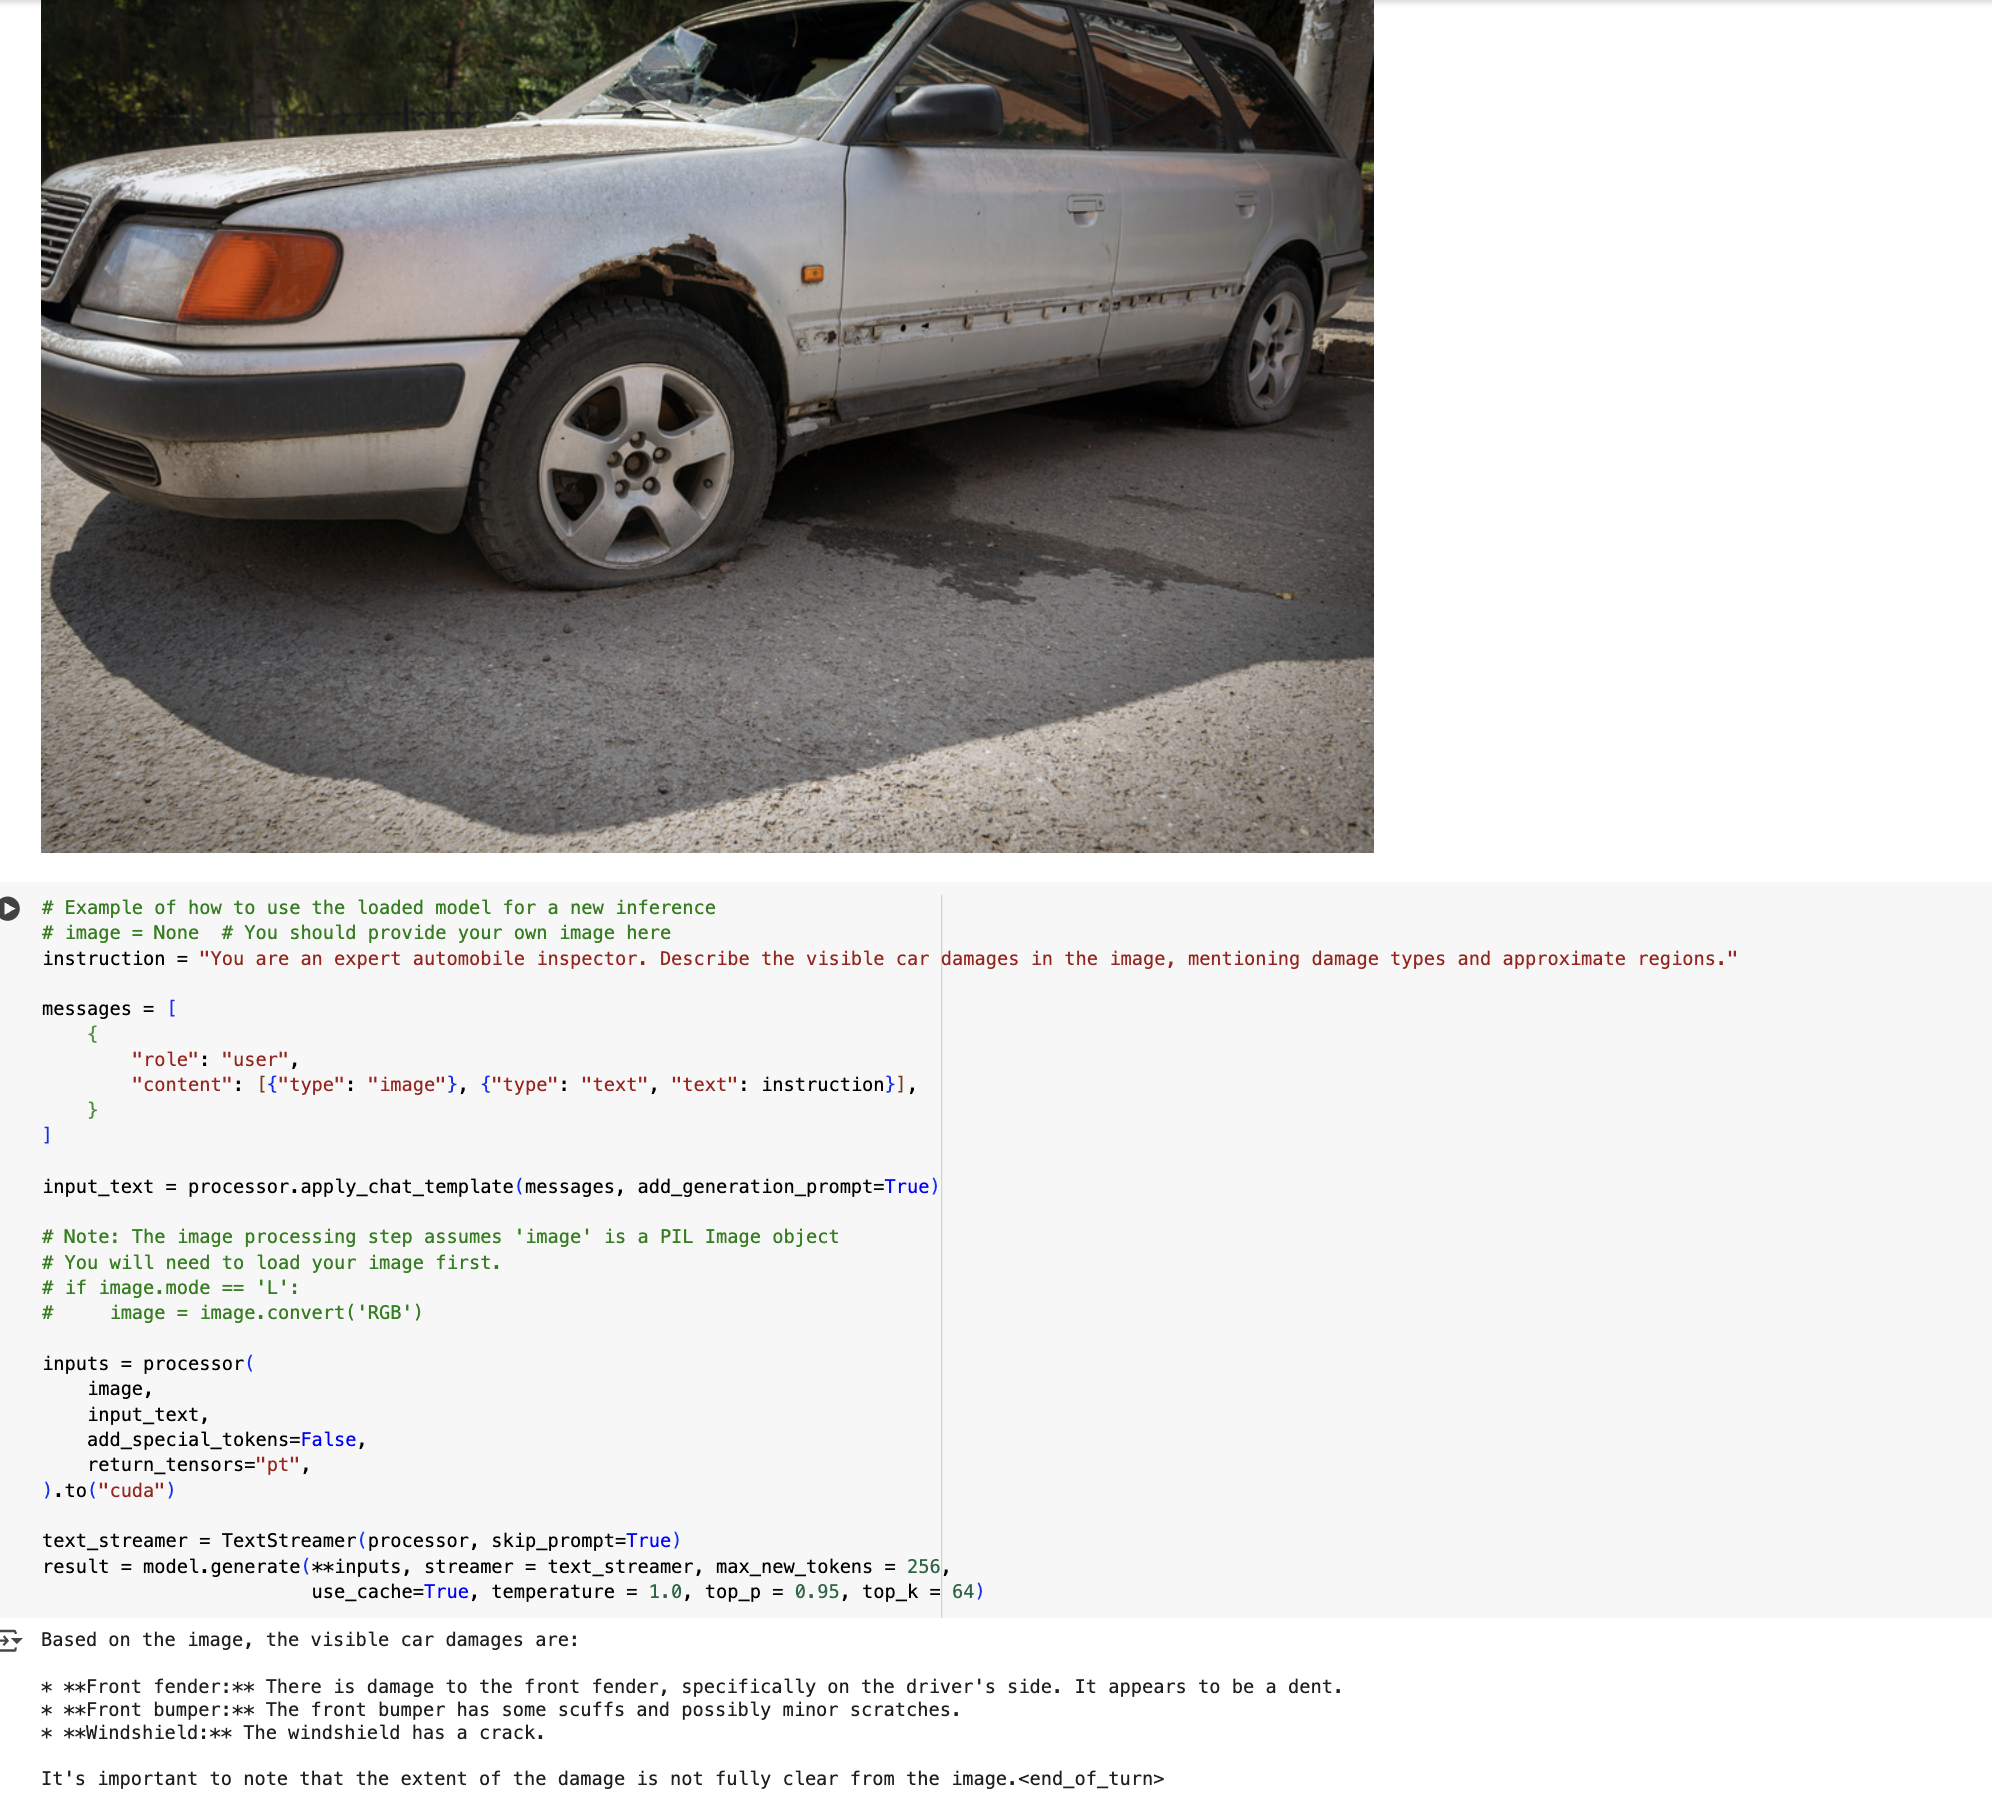 # Example of how to use the loaded model for a new inference
# image = None  # You should provide your own image here
instruction = "You are an expert automobile inspector. Describe the visible car damages in the image, mentioning damage types and approximate regions."
messages = [
    {
        "role": "user",
        "content": [{"type": "image"}, {"type": "text", "text": instruction}],
    }
]
input_text = processor.apply_chat_template(messages, add_generation_prompt=True)
# Note: The image processing step assumes 'image' is a PIL Image object
# You will need to load your image first.
# if image.mode == 'L':
#     image = image.convert('RGB')
inputs = processor(
    image,
    input_text,
    add_special_tokens=False,
    return_tensors="pt",
).to("cuda")
text_streamer = TextStreamer(processor, skip_prompt=True)
result = model.generate(**inputs, streamer = text_streamer, max_new_tokens = 256,
                        use_cache=True, temperature = 1.0, top_p = 0.95, top_k = 64)
Based on the image, the visible car damages are:
* **Front fender:** There is damage to the front fender, specifically on the driver's side. It appears to be a dent.
* **Front bumper:** The front bumper has some scuffs and possibly minor scratches.
* **Windshield:** The windshield has a crack.
It's important to note that the extent of the damage is not fully clear from the image.<end_of_turn>